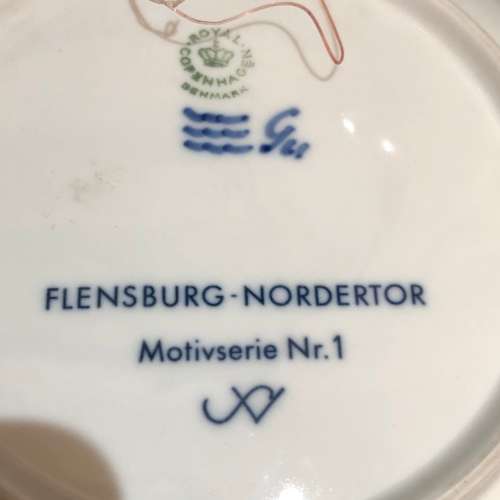 ROYAL
COPENHAGEN
DENMARK
FLENSBURG-NORDERTOR
Motivserie Nr.1